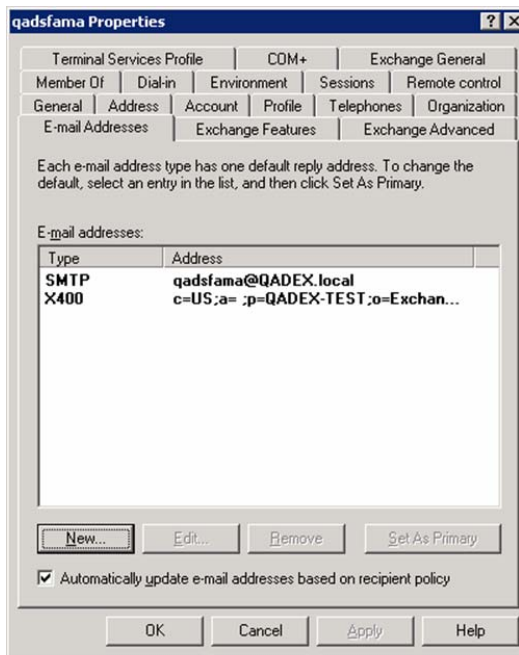 qadsfama Properties
Terminal Services Profile COM+ Exchange General
Member Of Dial-in Environment Sessions Remote control
General Address Account Profile Telephones Organization
E-mail Addresses Exchange Features Exchange Advanced
Each e-mail address type has one default reply address. To change the
default, select an entry in the list, and then click Set As Primary.
E-mail addresses:
Type Address
SMTP qadsfama@QADEX.local
X400 c=US;a= ;p=QADEX-TEST;o=Exchan...
New... Edit... Remove Set As Primary
Automatically update e-mail addresses based on recipient policy
OK Cancel Apply Help